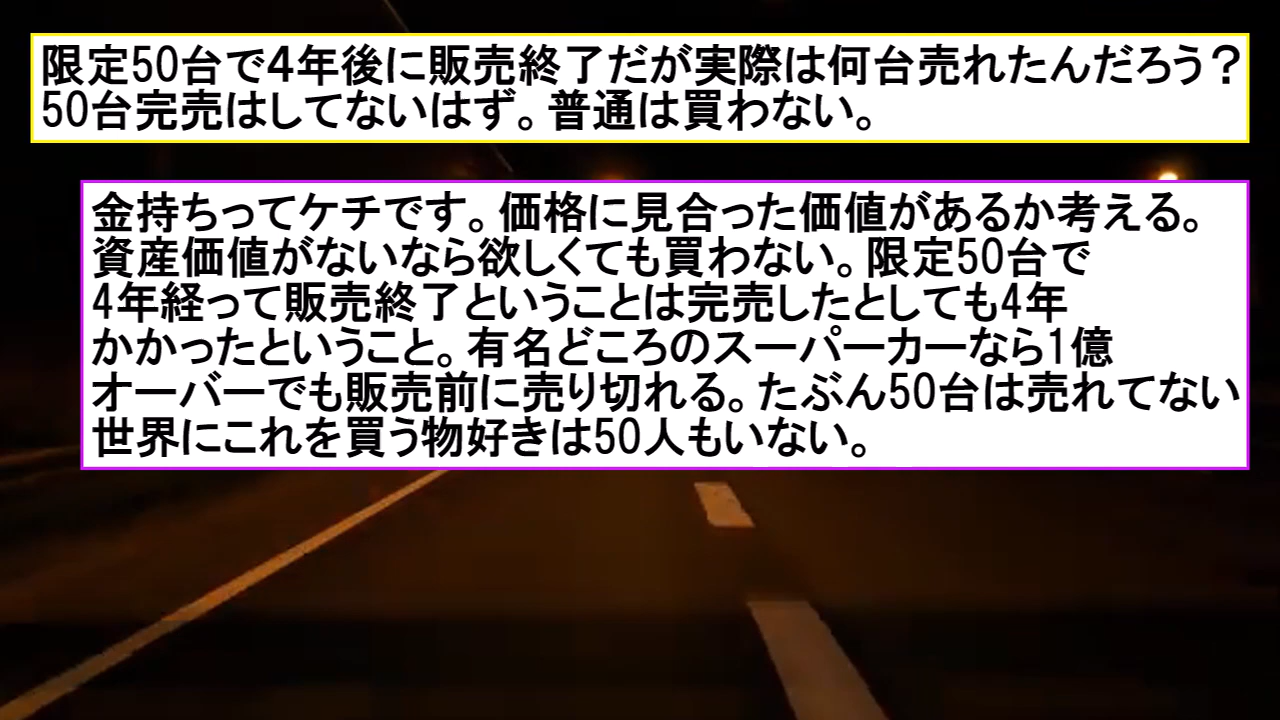 限定50台で4年後に販売終了だが実際は何台売れたんだろう？
50台完売はしてないはず。普通は買わない。
金持ちってケチです。価格に見合った価値があるか考える。
資産価値がないなら欲しくても買わない。限定50台で
4年経って販売終了ということは完売したとしても4年
かかったということ。有名どころのスーパーカーなら1億
オーバーでも販売前に売り切れる。たぶん50台は売れてない
世界にこれを買う物好きは50人もいない。